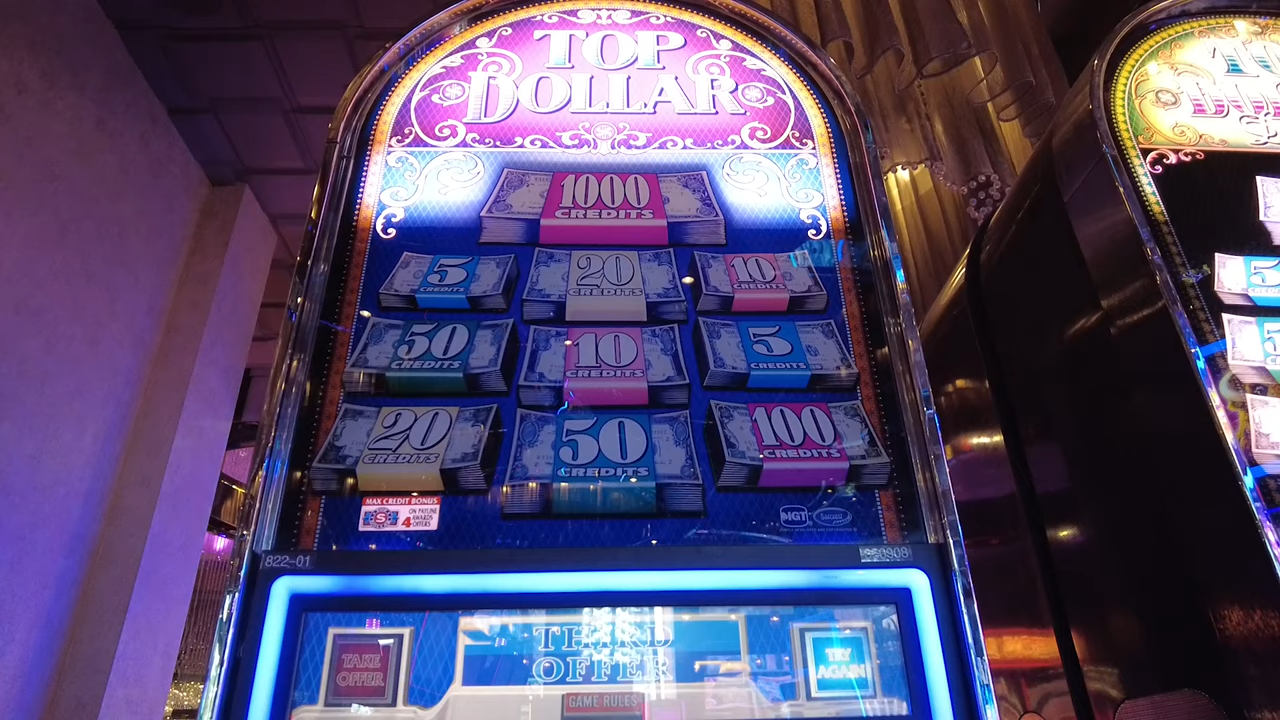 TOP
DOLLAR
1000
CREDITS
5
CREDITS
20
CREDITS
10
CREDITS
50
CREDITS
10
CREDITS
5
CREDITS
20
CREDITS
50
CREDITS
100
CREDITS
MAX CREDIT BONUS
$
ON PAYLINE
AWARDS
4 OFFERS
822-01
THIRD
OFFER
TAKE
OFFER
TRY
AGAIN
GAME RULES
5
5